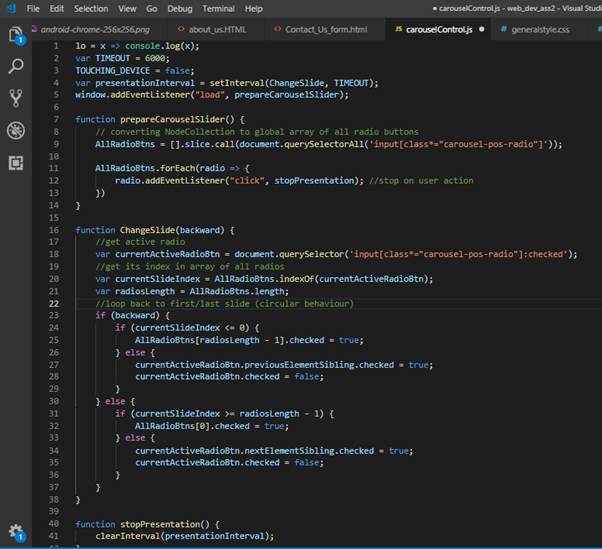 File Edit Selection View Go Debug Terminal Help ● carouselControl.js - web_dev_ass2 - Visual Studi
android-chrome-256x256.png about_us.HTML Contact_Us_form.html JS carouselControl.js ● # generalstyle.css
1 lo = x => console.log(x);
2 var TIMEOUT = 6000;
3 TOUCHING_DEVICE = false;
4 var presentationInterval = setInterval(ChangeSlide, TIMEOUT);
5 window.addEventListener("load", prepareCarouselSlider);
6
7 function prepareCarouselSlider() {
8 // converting NodeCollection to global array of all radio buttons
9 AllRadioBtns = [].slice.call(document.querySelectorAll('input[class*="carousel-pos-radio"]'));
10
11 AllRadioBtns.forEach(radio => {
12 radio.addEventListener("click", stopPresentation); //stop on user action
13 })
14 }
15
16 function ChangeSlide(backward) {
17 //get active radio
18 var currentActiveRadioBtn = document.querySelector('input[class*="carousel-pos-radio"]:checked');
19 //get its index in array of all radios
20 var currentSlideIndex = AllRadioBtns.indexOf(currentActiveRadioBtn);
21 var radiosLength = AllRadioBtns.length;
22 //loop back to first/last slide (circular behaviour)
23 if (backward) {
24 if (currentSlideIndex <= 0) {
25 AllRadioBtns[radiosLength - 1].checked = true;
26 } else {
27 currentActiveRadioBtn.previousElementSibling.checked = true;
28 currentActiveRadioBtn.checked = false;
29 }
30 } else {
31 if (currentSlideIndex >= radiosLength - 1) {
32 AllRadioBtns[0].checked = true;
33 } else {
34 currentActiveRadioBtn.nextElementSibling.checked = true;
35 currentActiveRadioBtn.checked = false;
36 }
37 }
38 }
39
40 function stopPresentation() {
41 clearInterval(presentationInterval);
1
1